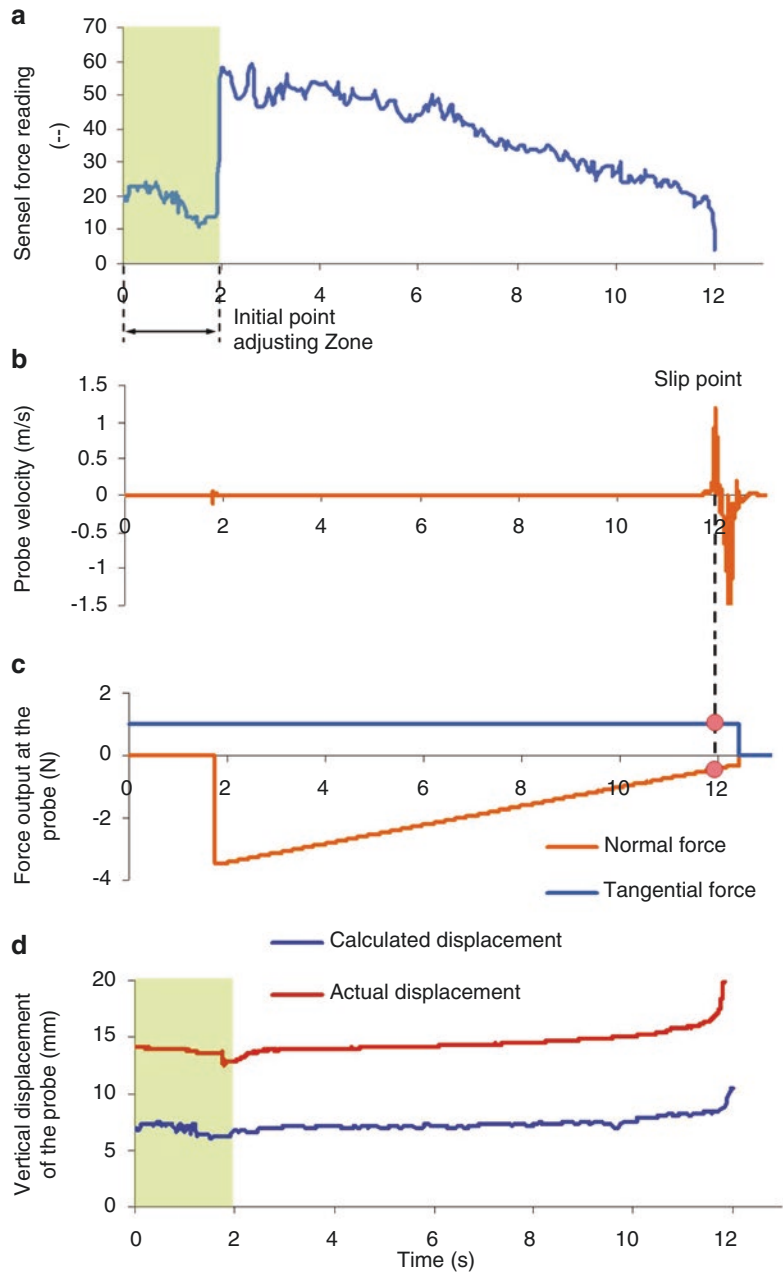 a
Sensel force reading
(--)
70
60
50
40
30
20
10
0
0 2 4 6 8 10 12
Initial point
adjusting Zone
b
Slip point
Probe velocity (m/s)
1.5
1
0.5
0
-0.5
-1
-1.5
0 2 4 6 8 10 12
c
Force output at the
probe (N)
2
0
-2
-4
0 2 4 6 8 10 12
Normal force
Tangential force
d
Calculated displacement
Actual displacement
Vertical displacement
of the probe (mm)
20
15
10
5
0
0 2 4 6 8 10 12
Time (s)